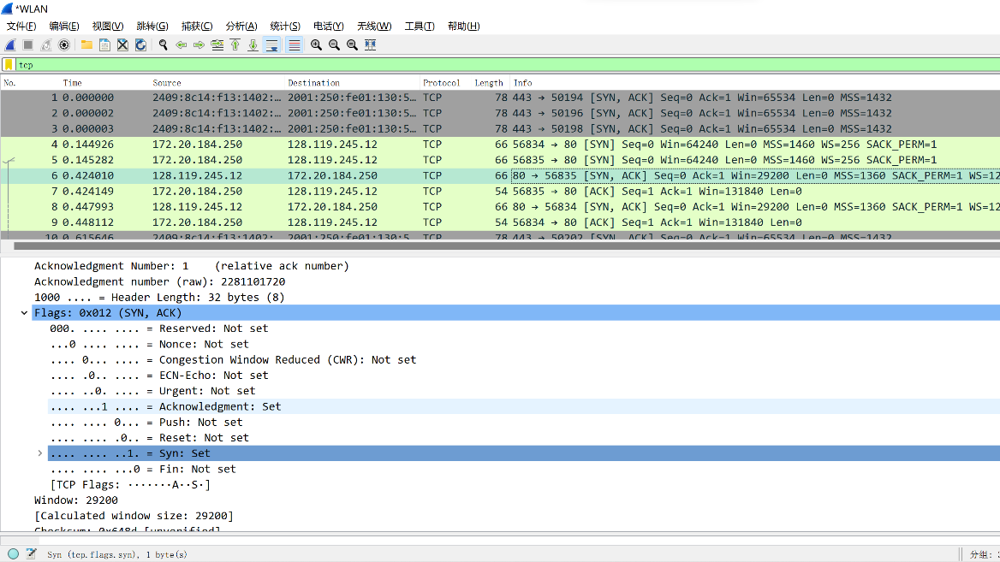 *WLAN
文件(F) 编辑(E) 视图(V) 跳转(G) 捕获(C) 分析(A) 统计(S) 电话(Y) 无线(W) 工具(T) 帮助(H)
tcp
No. Time Source Destination Protocol Length Info
1 0.000000 2409:8c14:f13:1402:… 2001:250:fe01:130:5… TCP 78 443 → 50194 [SYN, ACK] Seq=0 Ack=1 Win=65534 Len=0 MSS=1432
2 0.000002 2409:8c14:f13:1402:… 2001:250:fe01:130:5… TCP 78 443 → 50196 [SYN, ACK] Seq=0 Ack=1 Win=65534 Len=0 MSS=1432
3 0.000003 2409:8c14:f13:1402:… 2001:250:fe01:130:5… TCP 78 443 → 50198 [SYN, ACK] Seq=0 Ack=1 Win=65534 Len=0 MSS=1432
4 0.144926 172.20.184.250 128.119.245.12 TCP 66 56834 → 80 [SYN] Seq=0 Win=64240 Len=0 MSS=1460 WS=256 SACK_PERM=1
5 0.145282 172.20.184.250 128.119.245.12 TCP 66 56835 → 80 [SYN] Seq=0 Win=64240 Len=0 MSS=1460 WS=256 SACK_PERM=1
6 0.424010 128.119.245.12 172.20.184.250 TCP 66 80 → 56835 [SYN, ACK] Seq=0 Ack=1 Win=29200 Len=0 MSS=1360 SACK_PERM=1 WS=12
7 0.424149 172.20.184.250 128.119.245.12 TCP 54 56835 → 80 [ACK] Seq=1 Ack=1 Win=131840 Len=0
8 0.447993 128.119.245.12 172.20.184.250 TCP 66 80 → 56834 [SYN, ACK] Seq=0 Ack=1 Win=29200 Len=0 MSS=1360 SACK_PERM=1 WS=12
9 0.448112 172.20.184.250 128.119.245.12 TCP 54 56834 → 80 [ACK] Seq=1 Ack=1 Win=131840 Len=0
10 0.615646 2409:8c14:f13:1402: 2001:250:fe01:130:5 TCP 78 443 → 50202 [SYN, ACK] Seq=0 Ack=1 Win=65534 Len=0 MSS=1432
Acknowledgment Number: 1 (relative ack number)
Acknowledgment number (raw): 2281101720
1000 .... = Header Length: 32 bytes (8)
Flags: 0x012 (SYN, ACK)
000. .... .... = Reserved: Not set
...0 .... .... = Nonce: Not set
.... 0... .... = Congestion Window Reduced (CWR): Not set
.... .0.. .... = ECN-Echo: Not set
.... ..0. .... = Urgent: Not set
.... ...1 .... = Acknowledgment: Set
.... .... 0... = Push: Not set
.... .... .0.. = Reset: Not set
.... .... ..1. = Syn: Set
.... .... ...0 = Fin: Not set
[TCP Flags: ·······A··S·]
Window: 29200
[Calculated window size: 29200]
Checksum: 0x648d [unverified]
Syn (tcp.flags.syn), 1 byte(s)
分组: